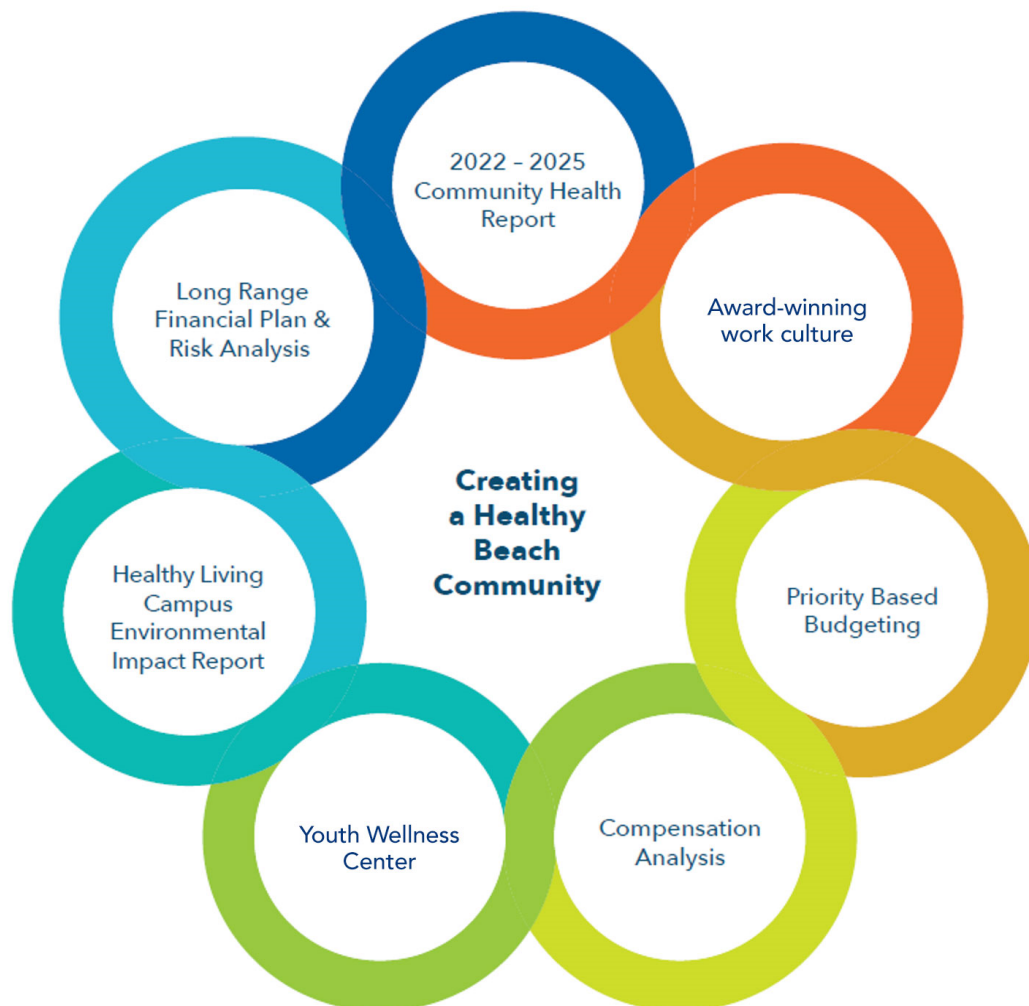 2022 – 2025
Community Health
Report
Award-winning
work culture
Priority Based
Budgeting
Compensation
Analysis
Youth Wellness
Center
Healthy Living
Campus
Environmental
Impact Report
Long Range
Financial Plan &
Risk Analysis
Creating
a Healthy
Beach
Community